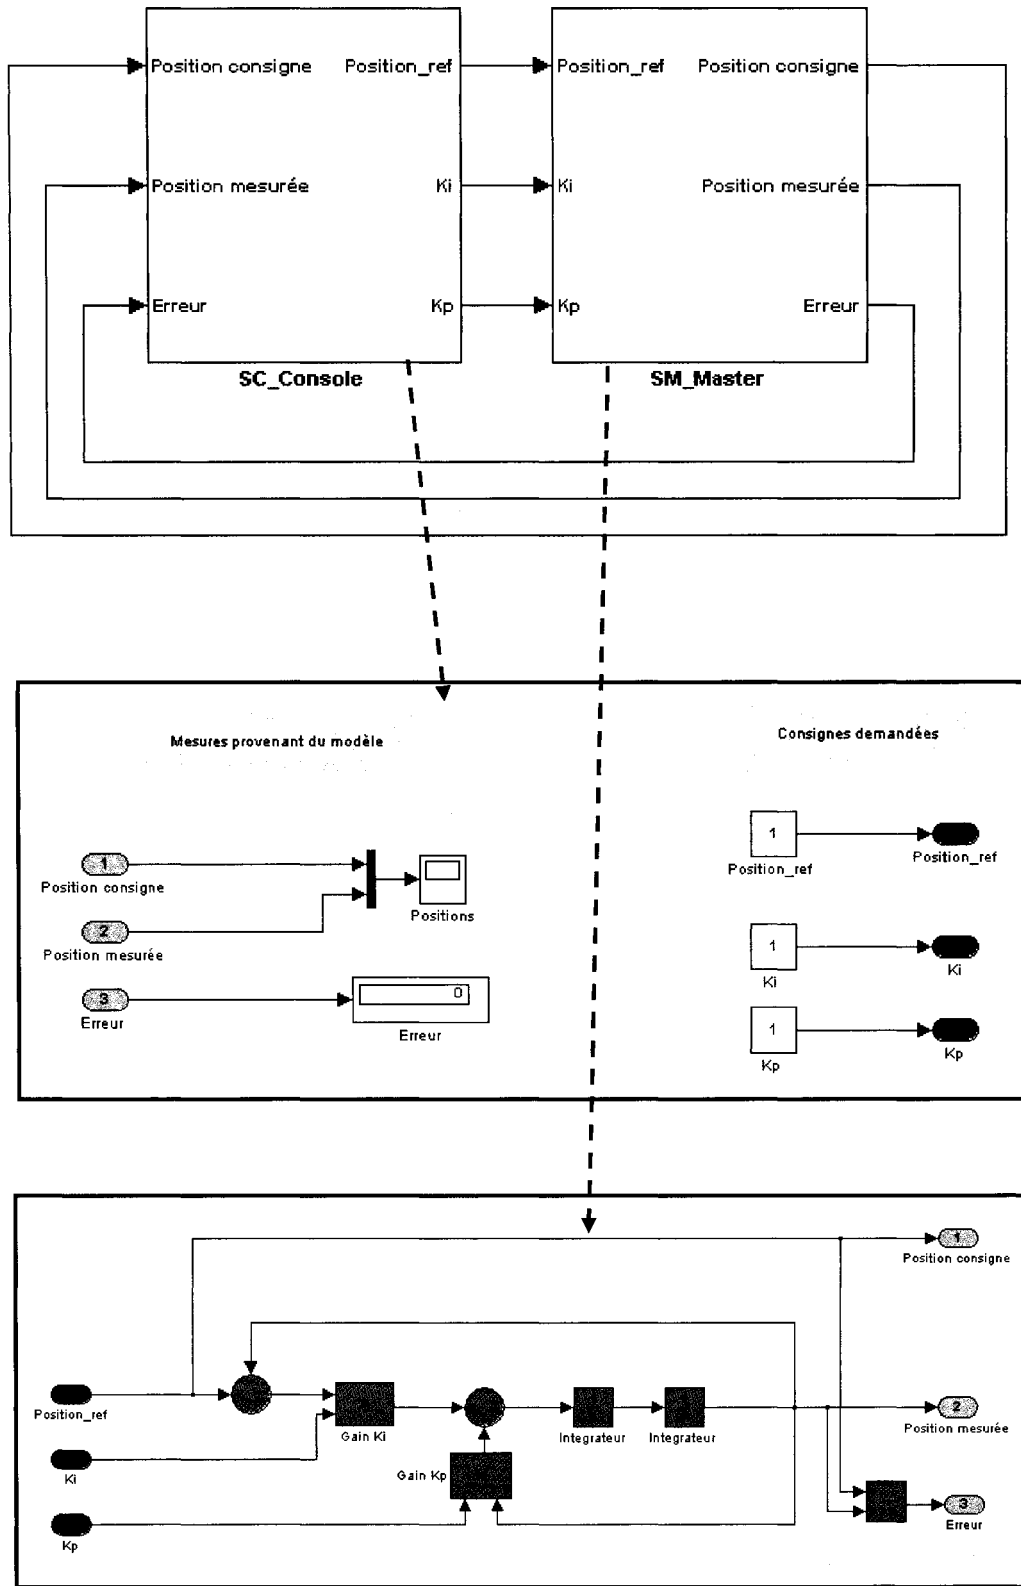 Position consigne Position_ref Position_ref Position consigne
Position mesurée Ki Ki Position mesurée
Erreur Kp Kp Erreur
SC_Console SM_Master
Mesures provenant du modèle
Consignes demandées
1
Position consigne
2
Position mesurée
3
Erreur
Positions
0
Erreur
1
Position_ref
Position_ref
1
Ki
Ki
1
Kp
Kp
1
Position consigne
Position_ref
Gain Ki
Integrateur
Integrateur
2
Position mesurée
Ki
Gain Kp
Kp
3
Erreur